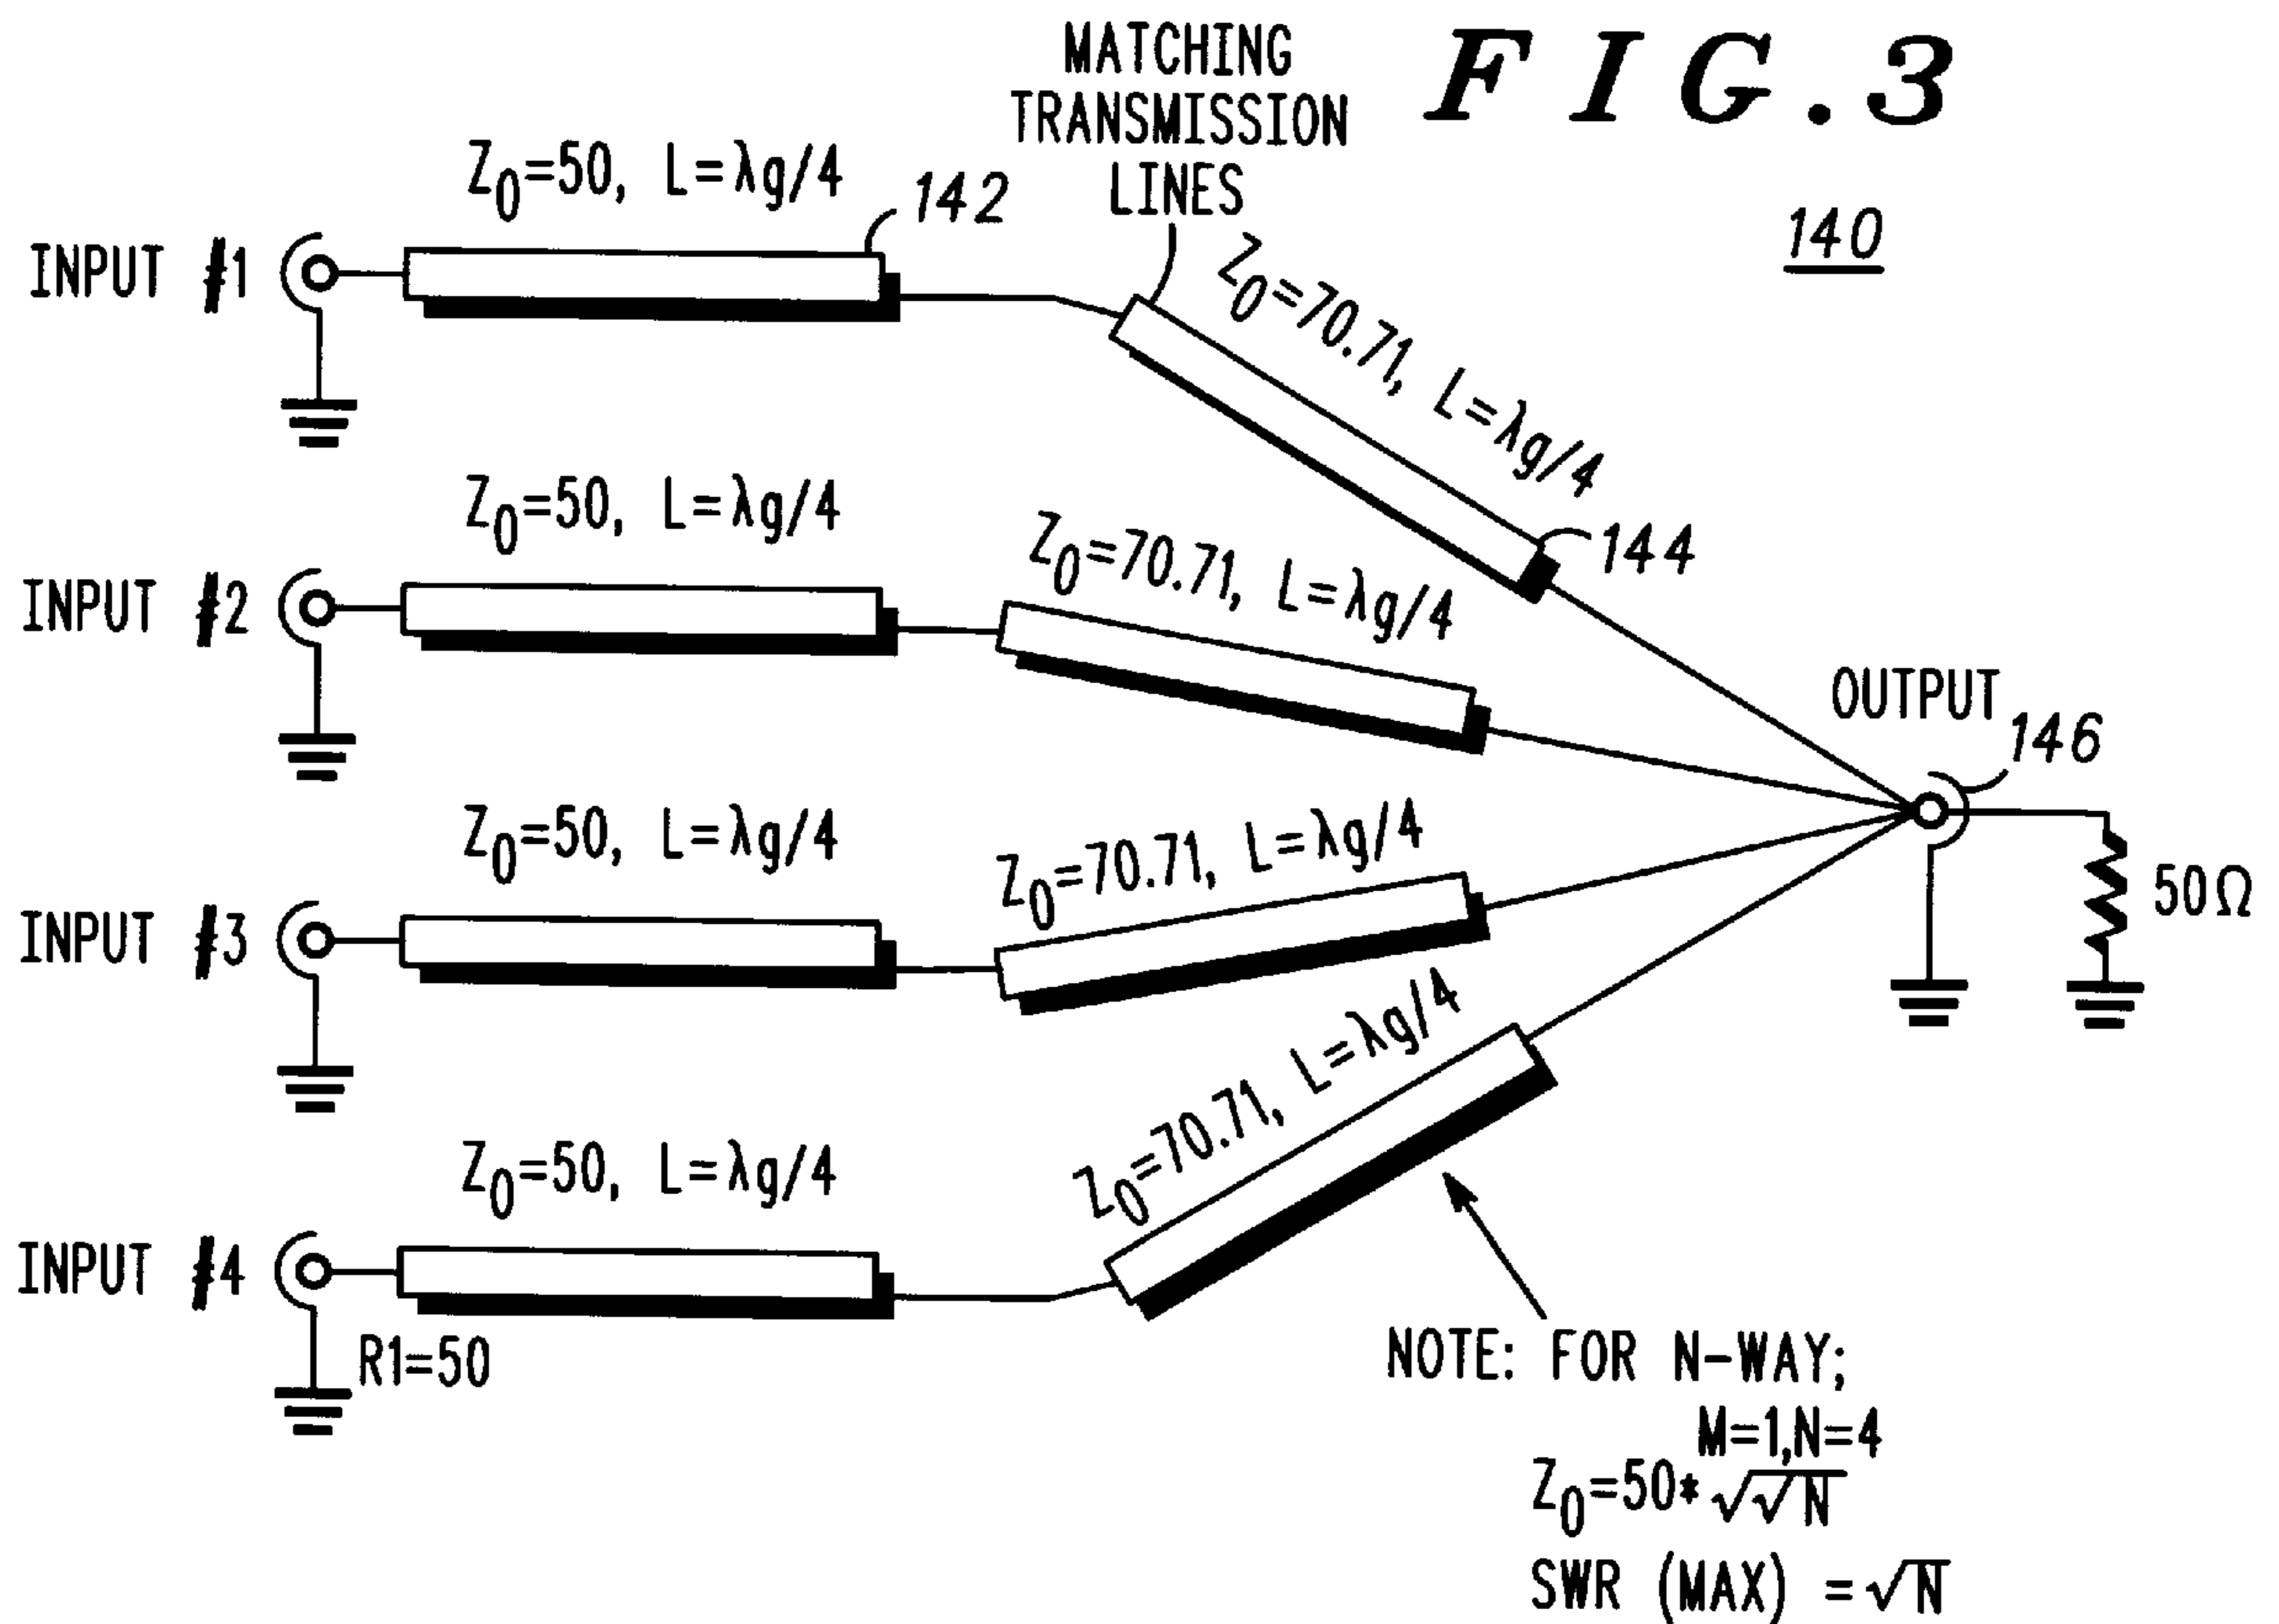 FIG.3
140
MATCHING
TRANSMISSION
LINES
Z0=50, L=λg/4
142
INPUT #1
Z0=70.71, L=λg/4
144
Z0=50, L=λg/4
INPUT #2
Z0=70.71, L=λg/4
OUTPUT
146
50Ω
Z0=50, L=λg/4
INPUT #3
Z0=70.71, L=λg/4
Z0=50, L=λg/4
INPUT #4
R1=50
Z0=70.71, L=λg/4
NOTE: FOR N-WAY;
M=1,N=4
Z0=50*√√N
SWR (MAX) =√N